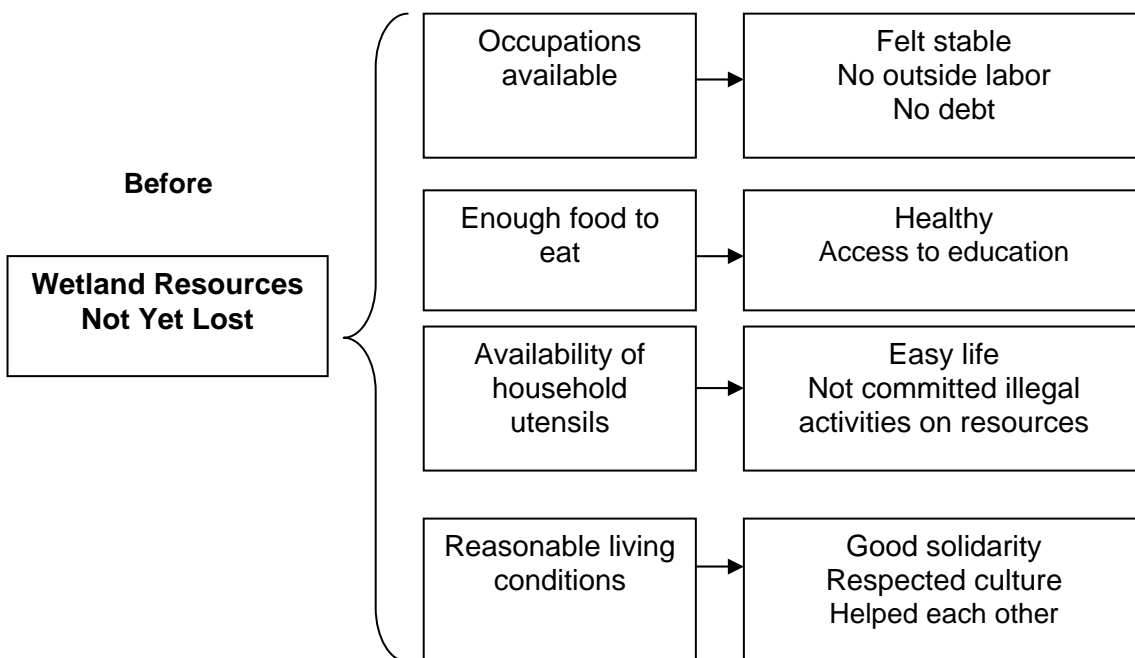 Before
Wetland Resources
Not Yet Lost
Occupations
available
Felt stable
No outside labor
No debt
Enough food to
eat
Healthy
Access to education
Availability of
household
utensils
Easy life
Not committed illegal
activities on resources
Reasonable living
conditions
Good solidarity
Respected culture
Helped each other